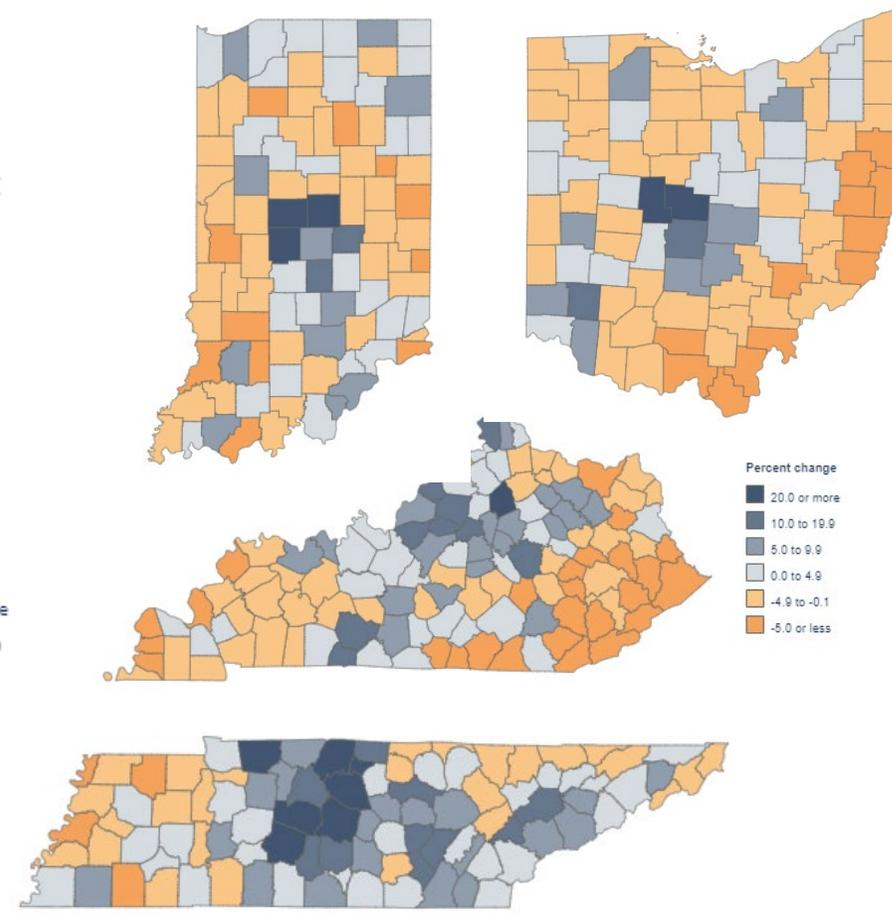 Percent change
20.0 or more
10.0 to 19.9
5.0 to 9.9
0.0 to 4.9
-4.9 to -0.1
-5.0 or less
e